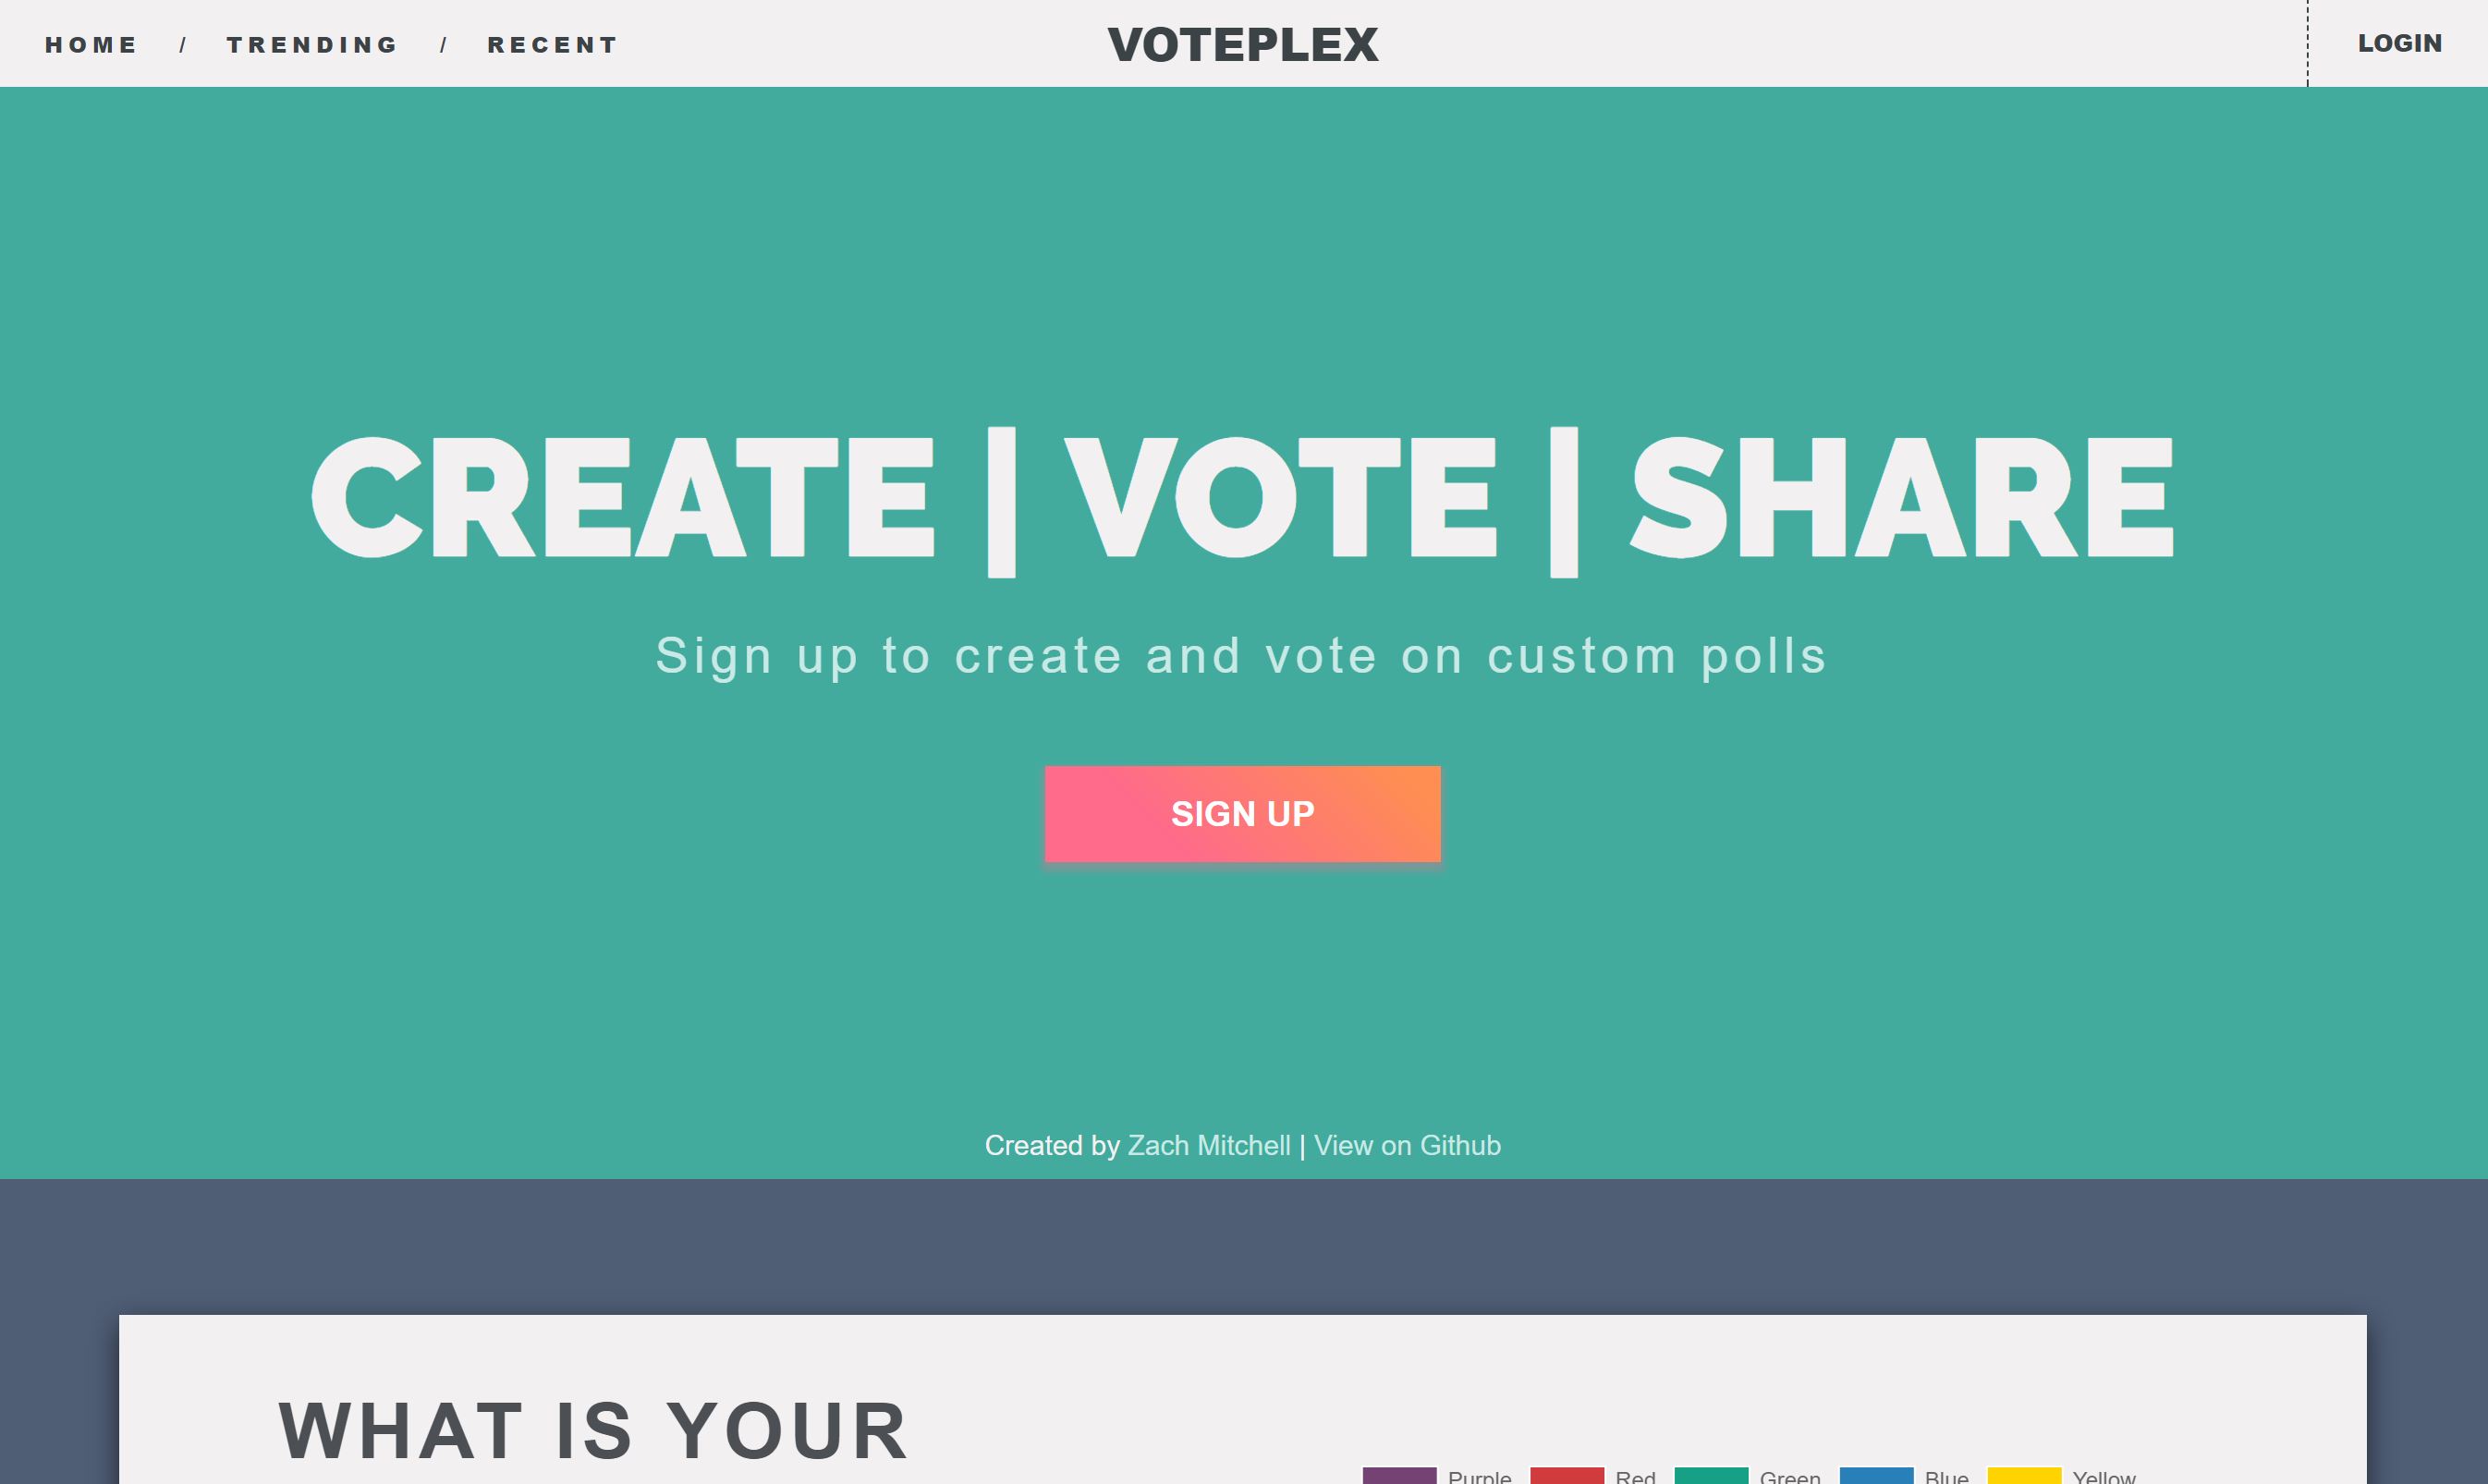 HOME / TRENDING / RECENT
VOTEPLEX
LOGIN
CREATE | VOTE | SHARE
Sign up to create and vote on custom polls
SIGN UP
Created by Zach Mitchell | View on Github
WHAT IS YOUR
Purple Red Green Blue Yellow